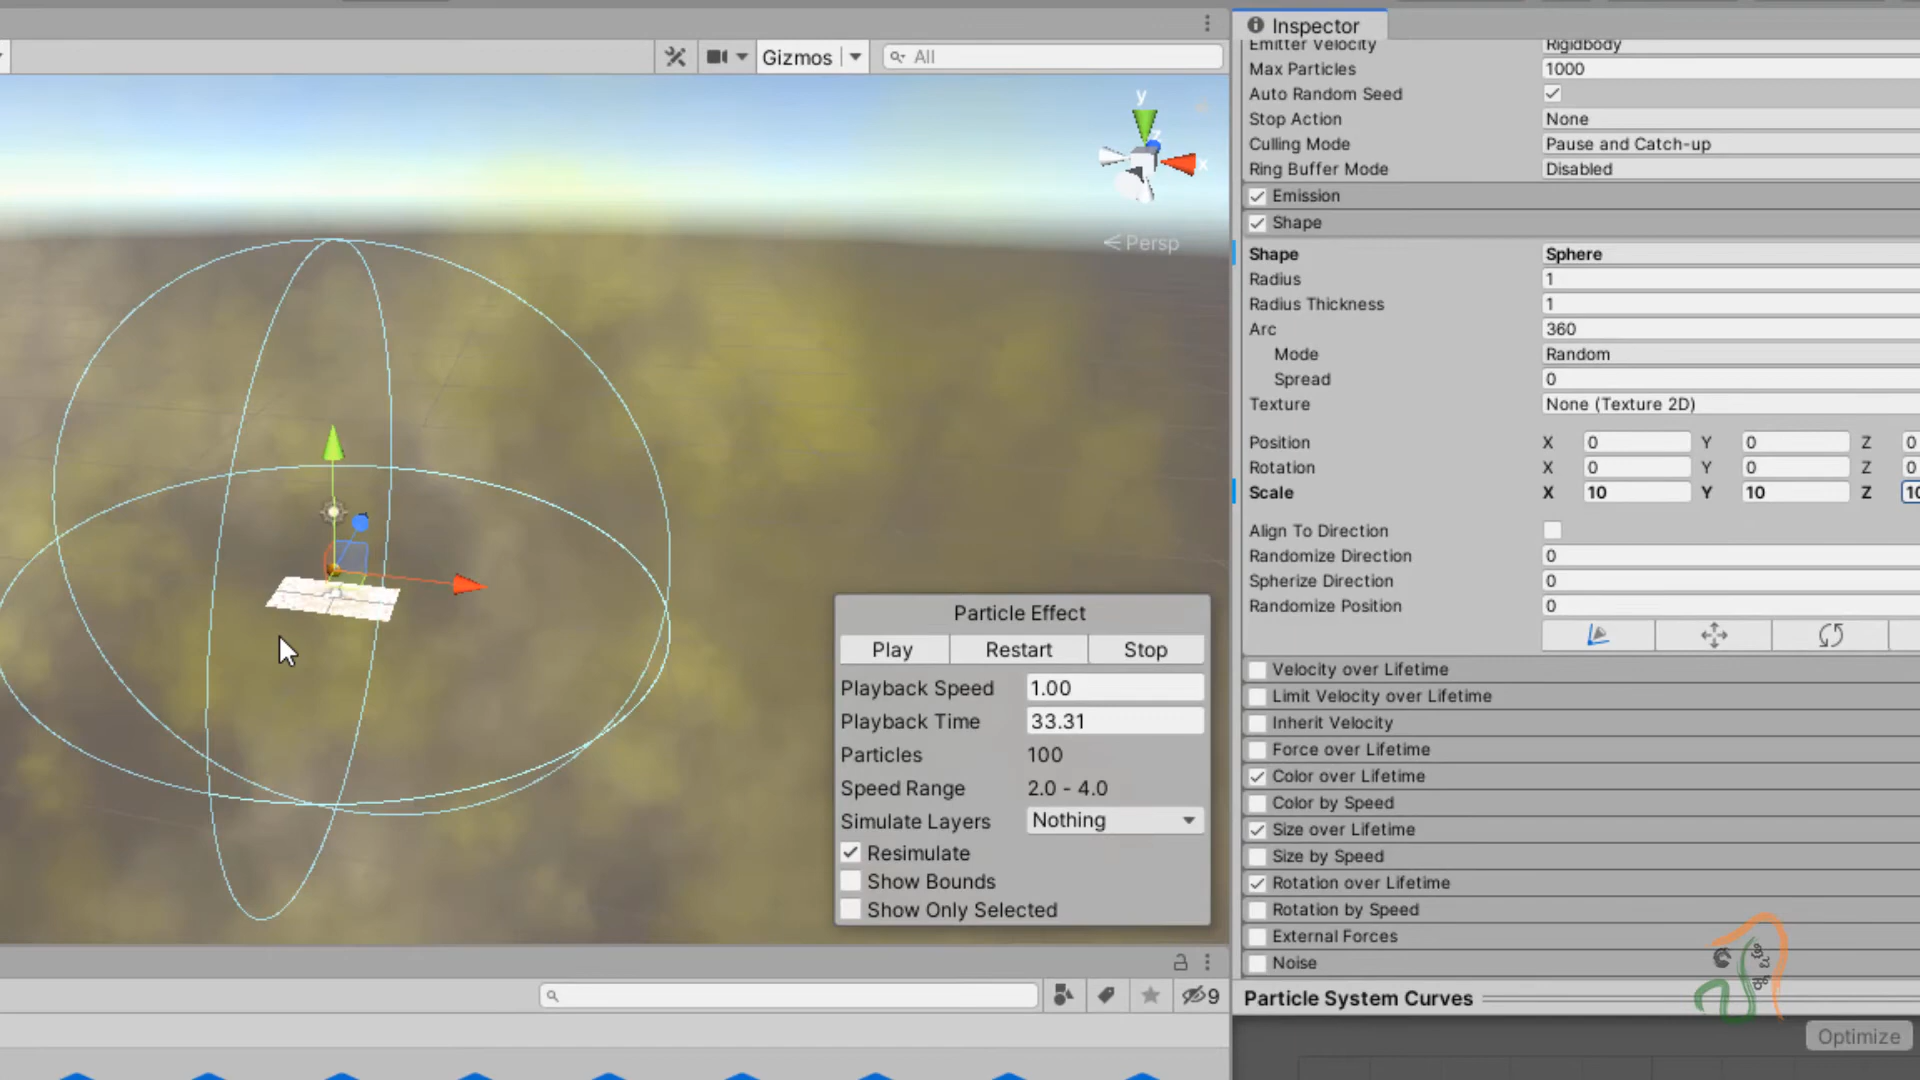 Gizmos
All
y
z
x
Persp
Particle Effect
Play Restart Stop
Playback Speed 1.00
Playback Time 33.31
Particles 100
Speed Range 2.0 - 4.0
Simulate Layers Nothing
Resimulate
Show Bounds
Show Only Selected
9
Inspector
Emitter Velocity Rigidbody
Max Particles 1000
Auto Random Seed
Stop Action None
Culling Mode Pause and Catch-up
Ring Buffer Mode Disabled
Emission
Shape
Shape Sphere
Radius 1
Radius Thickness 1
Arc 360
Mode Random
Spread 0
Texture None (Texture 2D)
Position X 0 Y 0 Z 0
Rotation X 0 Y 0 Z 0
Scale X 10 Y 10 Z 10
Align To Direction
Randomize Direction 0
Spherize Direction 0
Randomize Position 0
Velocity over Lifetime
Limit Velocity over Lifetime
Inherit Velocity
Force over Lifetime
Color over Lifetime
Color by Speed
Size over Lifetime
Size by Speed
Rotation over Lifetime
Rotation by Speed
External Forces
Noise
Particle System Curves
Optimize